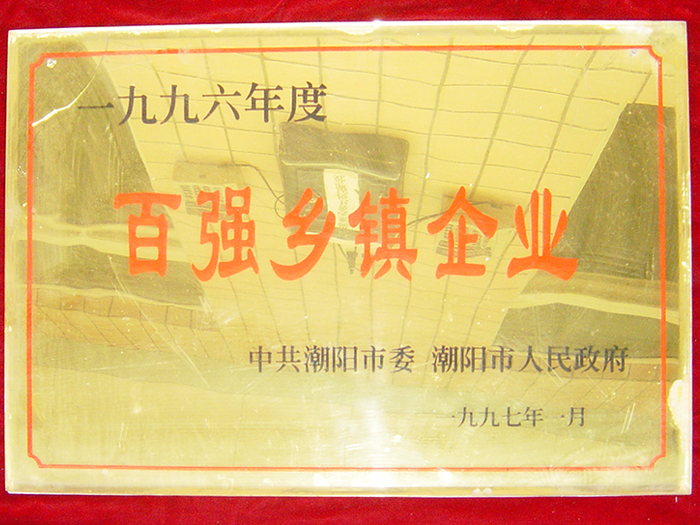 一九九六年度
百强乡镇企业
中共潮阳市委 潮阳市人民政府
一九九七年一月